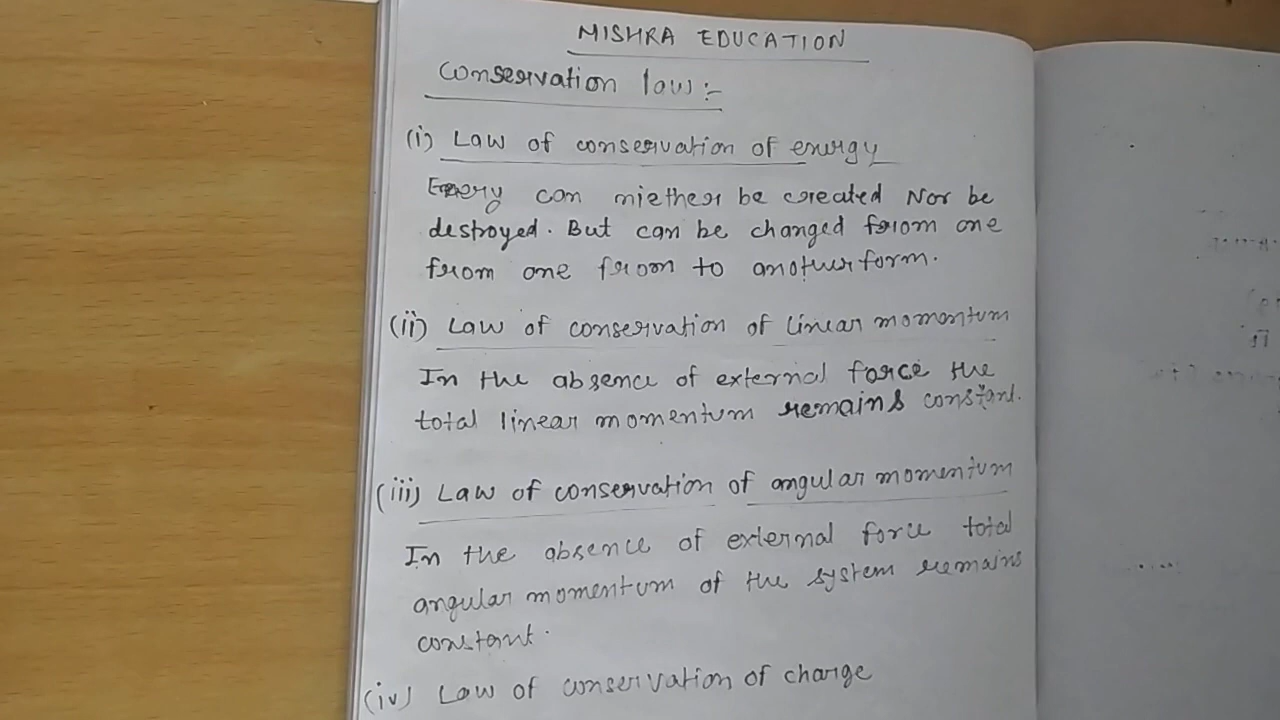 MISHRA EDUCATION
Conservation law:-
(i) Law of conservation of energy
can niether be created Nor be
destroyed. But can be changed from one
from one from to another form.
(ii) Law of conservation of linear momentum
In the absence of external force the
total linear momentum remains constant.
(iii) Law of conservation of angular momentum
In the absence of external force total
angular momentum of the system remains
constant.
(iv) Law of conservation of charge